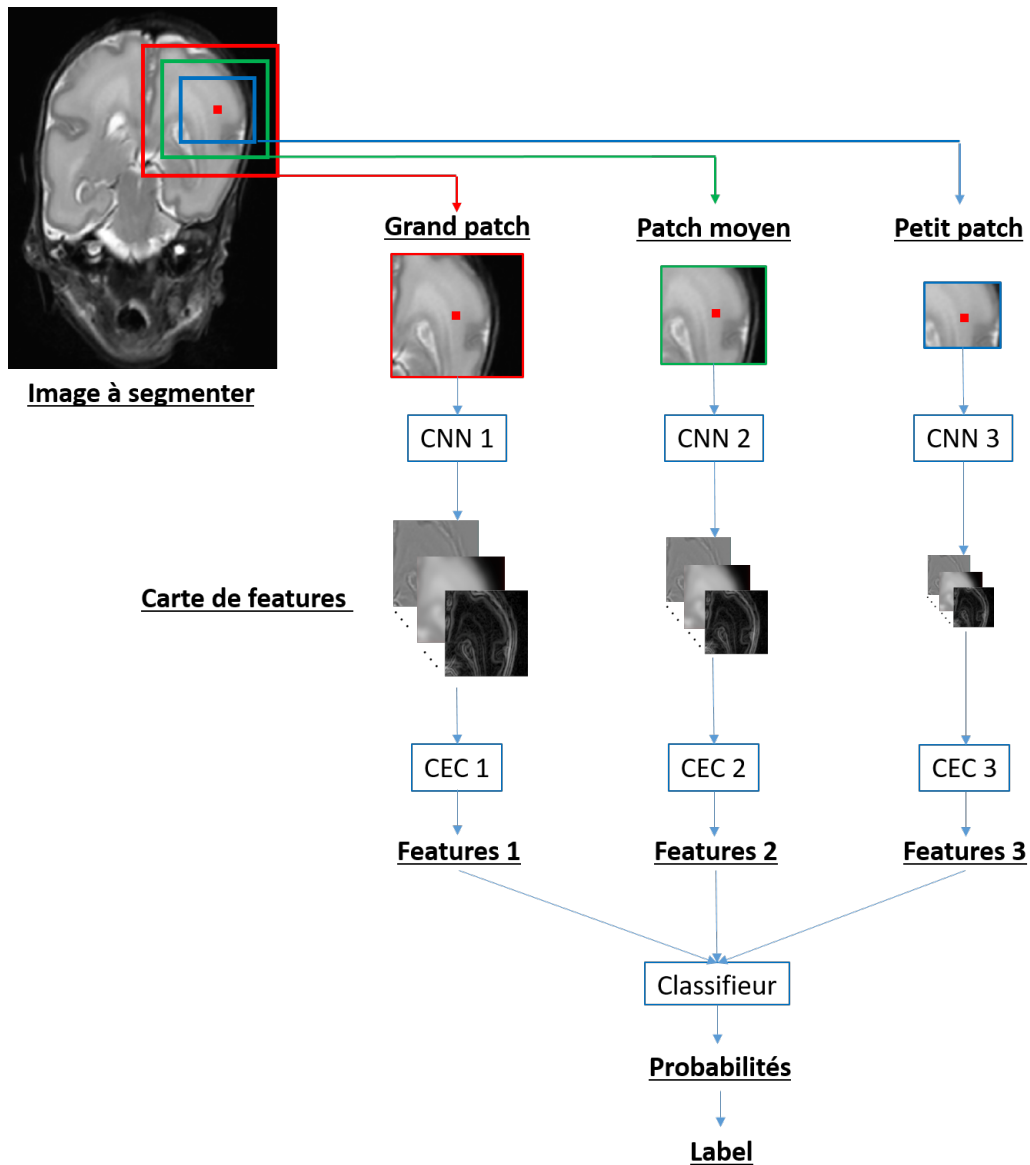 Grand patch
Patch moyen
Petit patch
Image à segmenter
CNN 1
CNN 2
CNN 3
Carte de features
CEC 1
CEC 2
CEC 3
Features 1
Features 2
Features 3
Classifieur
Probabilités
Label